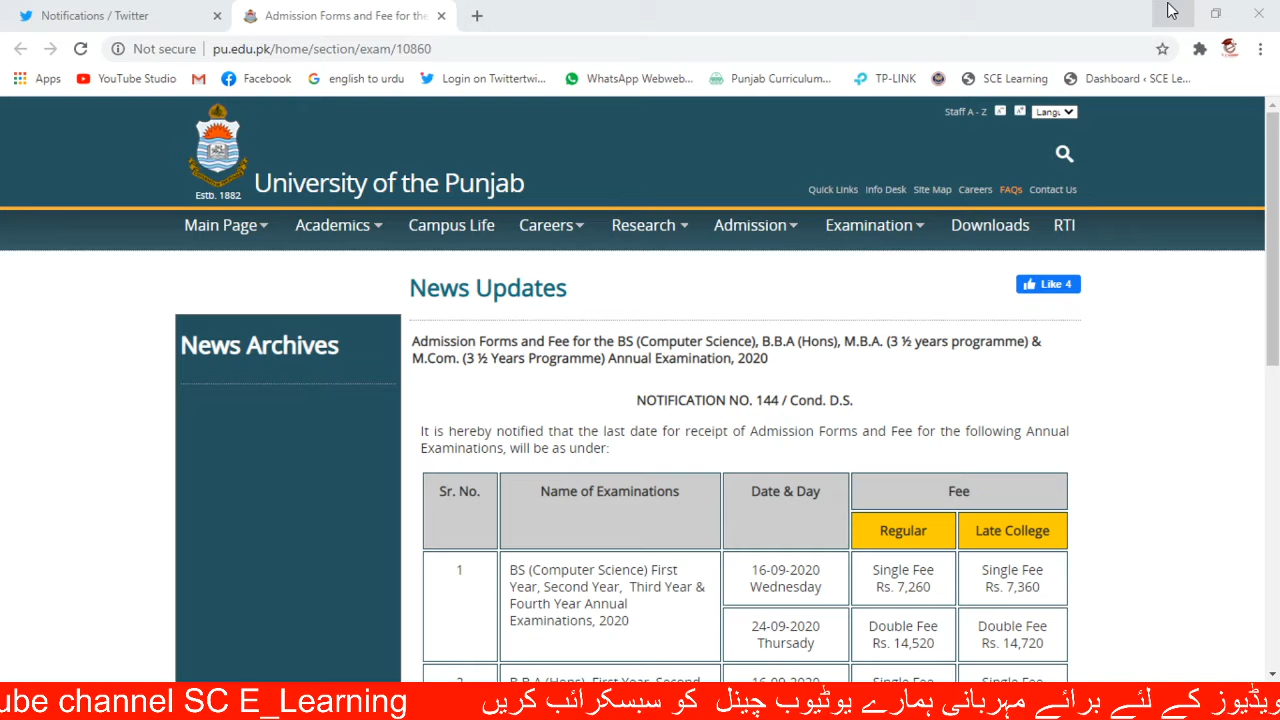 Notifications / Twitter
Admission Forms and Fee for the
Not secure
pu.edu.pk/home/section/exam/10860
Apps
YouTube Studio
Facebook
english to urdu
Login on Twittertwi...
WhatsApp Webweb...
Punjab Curriculum...
TP-LINK
SCE Learning
Dashboard ‹ SCE Le...
Staff A - Z
Estb. 1882
University of the Punjab
Quick Links Info Desk Site Map Careers FAQs Contact Us
Main Page Academics Campus Life Careers Research Admission Examination Downloads RTI
News Updates
Like 4
News Archives
Admission Forms and Fee for the BS (Computer Science), B.B.A (Hons), M.B.A. (3 ½ years programme) &
M.Com. (3 ½ Years Programme) Annual Examination, 2020
NOTIFICATION NO. 144 / Cond. D.S.
It is hereby notified that the last date for receipt of Admission Forms and Fee for the following Annual
Examinations, will be as under:
Sr. No. Name of Examinations Date & Day Fee
Regular Late College
1
BS (Computer Science) First
Year, Second Year, Third Year &
Fourth Year Annual
Examinations, 2020
16-09-2020
Wednesday
Single Fee
Rs. 7,260
Single Fee
Rs. 7,360
24-09-2020
Thursady
Double Fee
Rs. 14,520
Double Fee
Rs. 14,720
ube channel SC E_Learning
یڈیوز کے لئے برائے مہربانی ہمارے یوٹیوب چینل کو سبسکرائب کریں